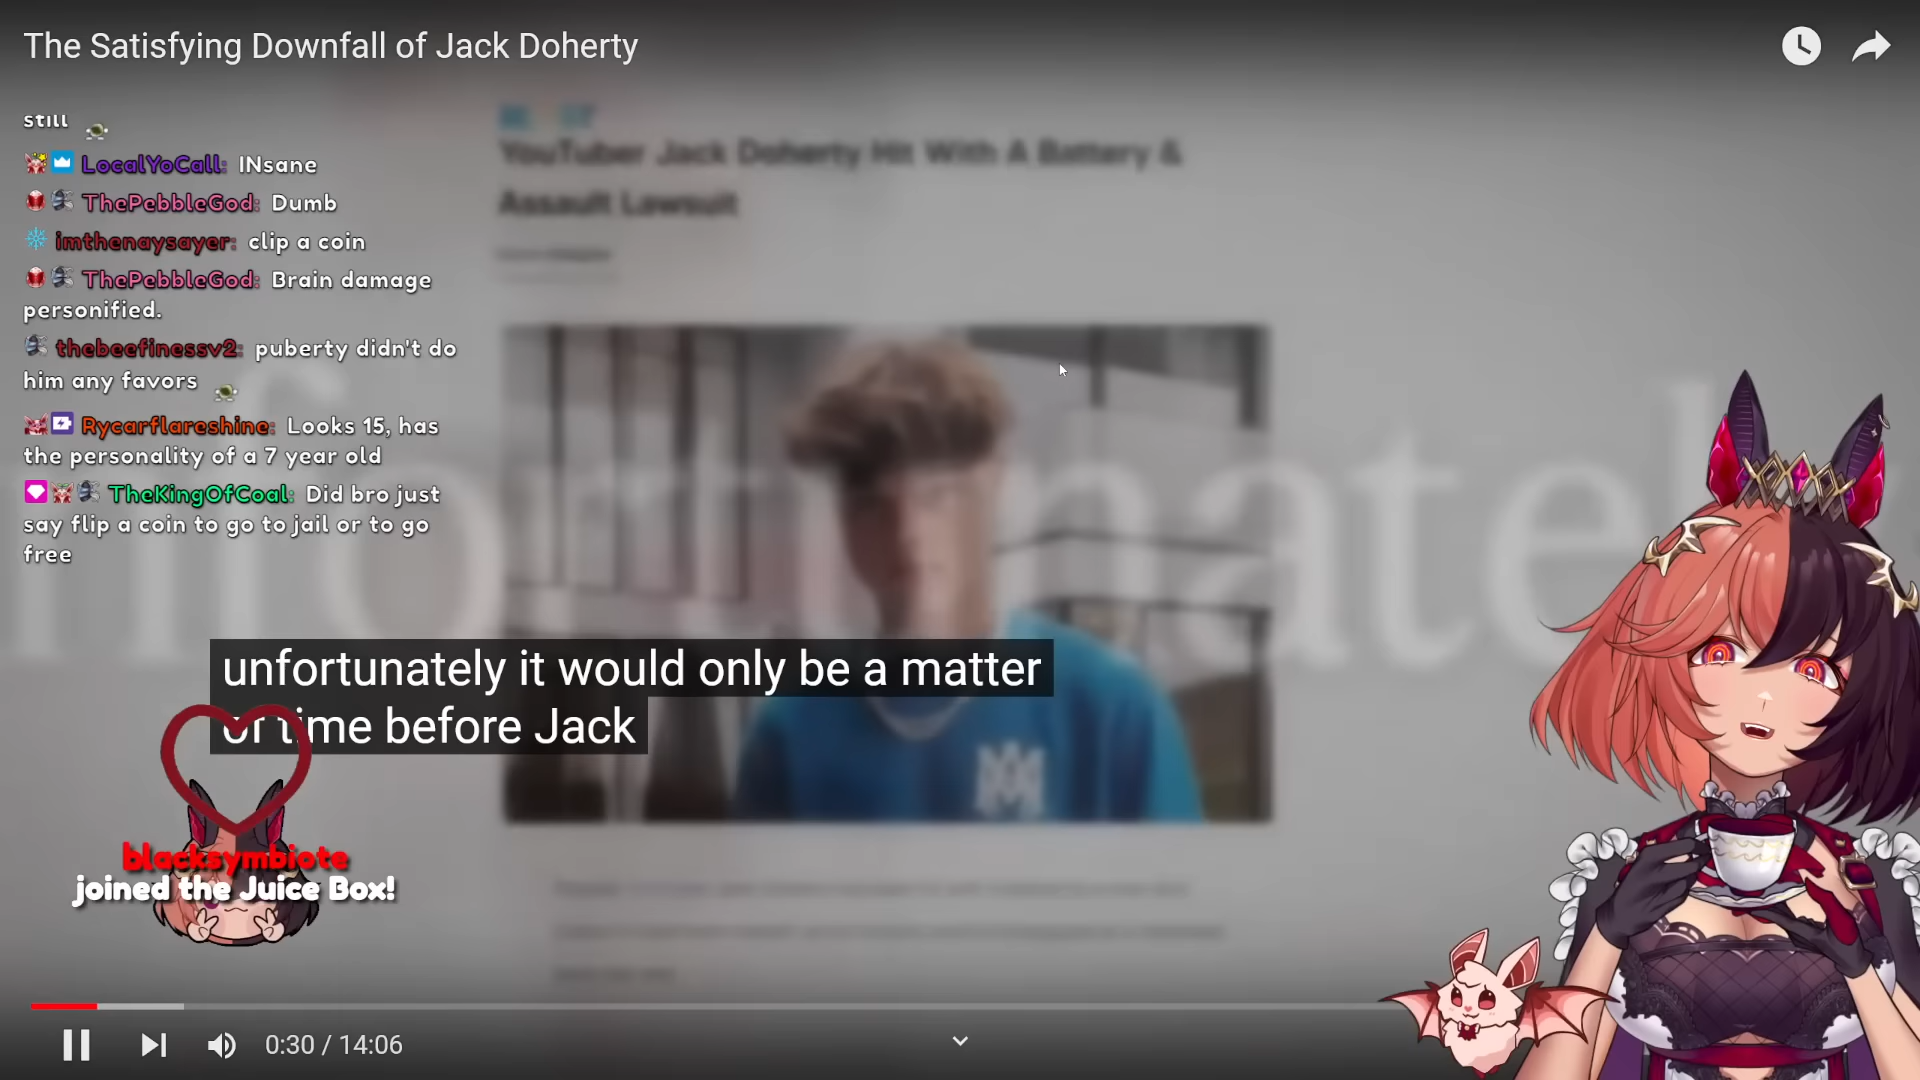 The Satisfying Downfall of Jack Doherty
still
LocalYoCall: INsane
ThePebbleGod: Dumb
imthenaysayer: clip a coin
ThePebbleGod: Brain damage
personified.
thebeefinessv2: puberty didn't do
him any favors
Rycarflareshine: Looks 15, has
the personality of a 7 year old
TheKingOfCoal: Did bro just
say flip a coin to go to jail or to go
free
YouTuber Jack Doherty Hit With A Battery &
Assault Lawsuit
unfortunately it would only be a matter
of time before Jack
blacksymbiote
joined the Juice Box!
0:30 / 14:06